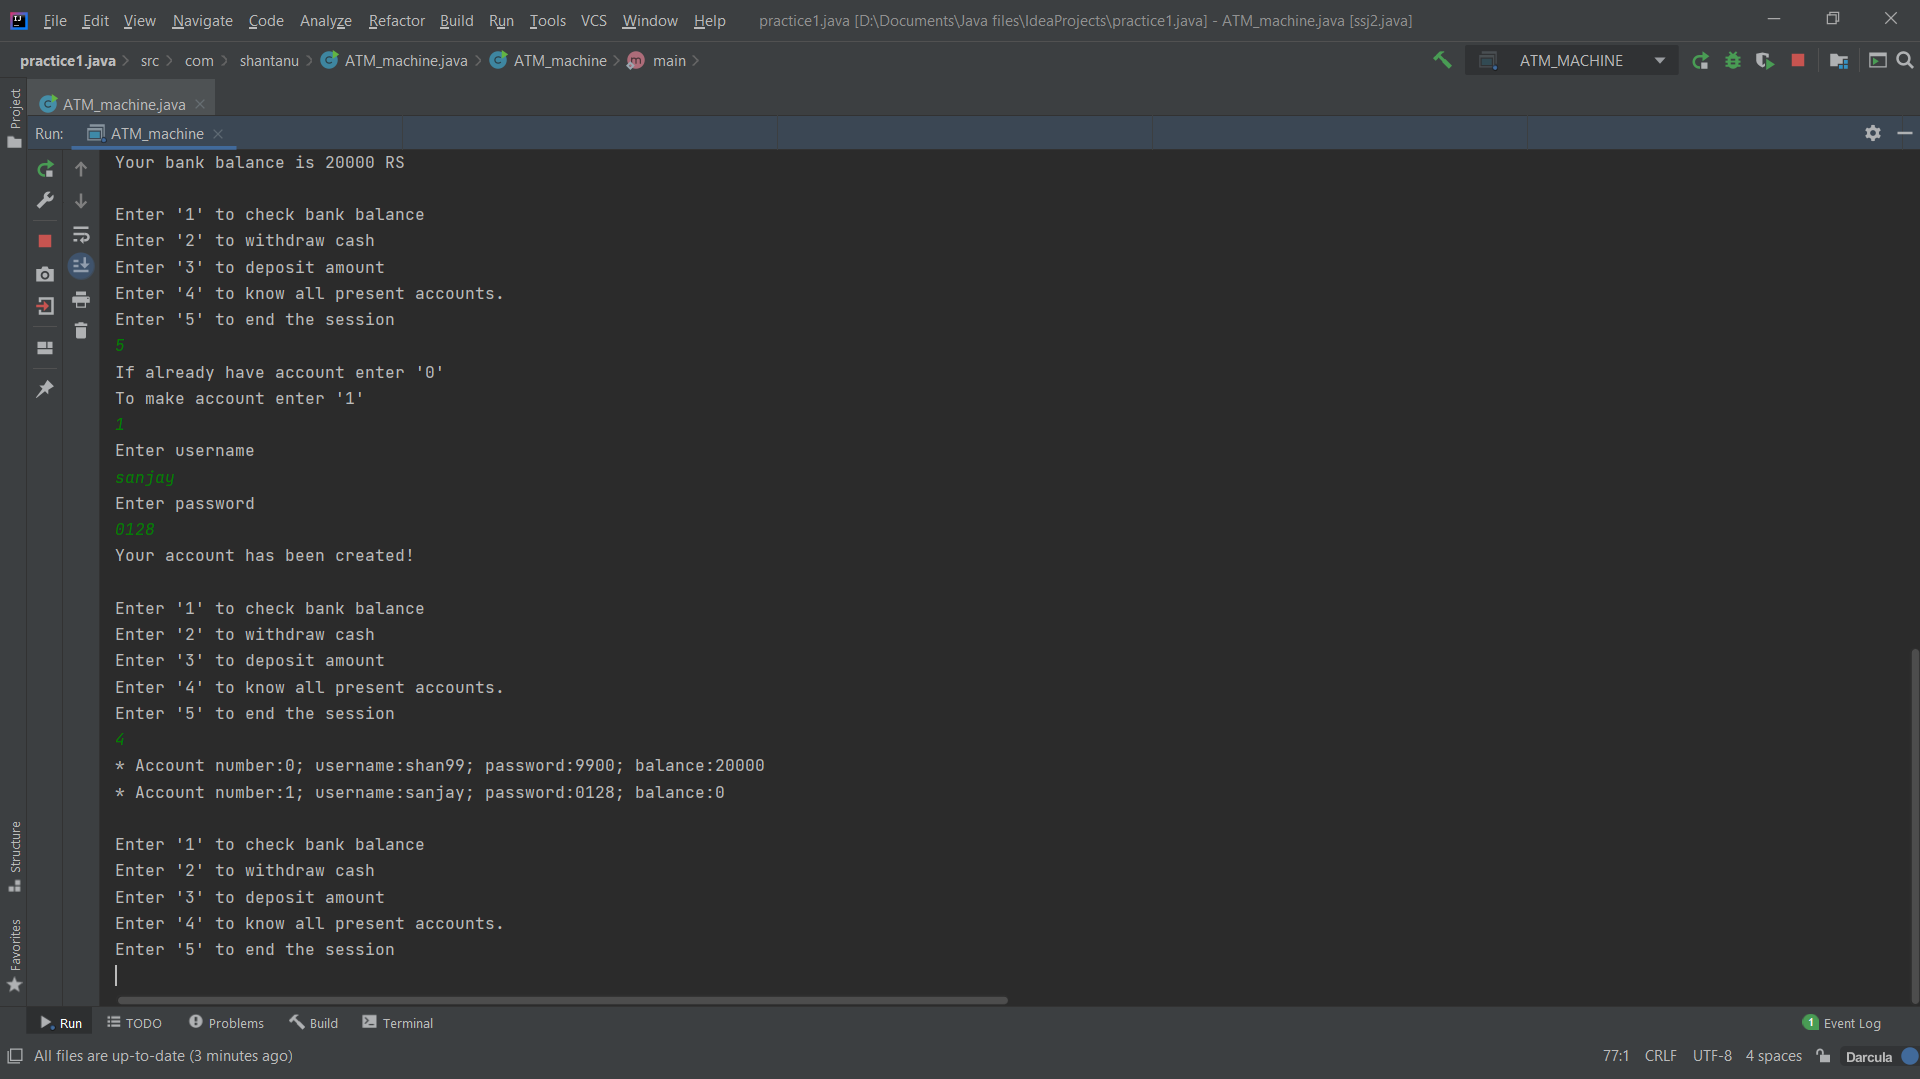 File Edit View Navigate Code Analyze Refactor Build Run Tools VCS Window Help practice1.java [D:\Documents\Java files\IdeaProjects\practice1.java] - ATM_machine.java [ssj2.java]
practice1.java src com shantanu ATM_machine.java ATM_machine main ATM_MACHINE
Project
ATM_machine.java
Run: ATM_machine
Your bank balance is 20000 RS
Enter '1' to check bank balance
Enter '2' to withdraw cash
Enter '3' to deposit amount
Enter '4' to know all present accounts.
Enter '5' to end the session
5
If already have account enter '0'
To make account enter '1'
1
Enter username
sanjay
Enter password
0128
Your account has been created!
Enter '1' to check bank balance
Enter '2' to withdraw cash
Enter '3' to deposit amount
Enter '4' to know all present accounts.
Enter '5' to end the session
4
* Account number:0; username:shan99; password:9900; balance:20000
* Account number:1; username:sanjay; password:0128; balance:0
Enter '1' to check bank balance
Enter '2' to withdraw cash
Enter '3' to deposit amount
Enter '4' to know all present accounts.
Enter '5' to end the session
Structure
Favorites
Run TODO Problems Build Terminal 1 Event Log
All files are up-to-date (3 minutes ago) 77:1 CRLF UTF-8 4 spaces Darcula